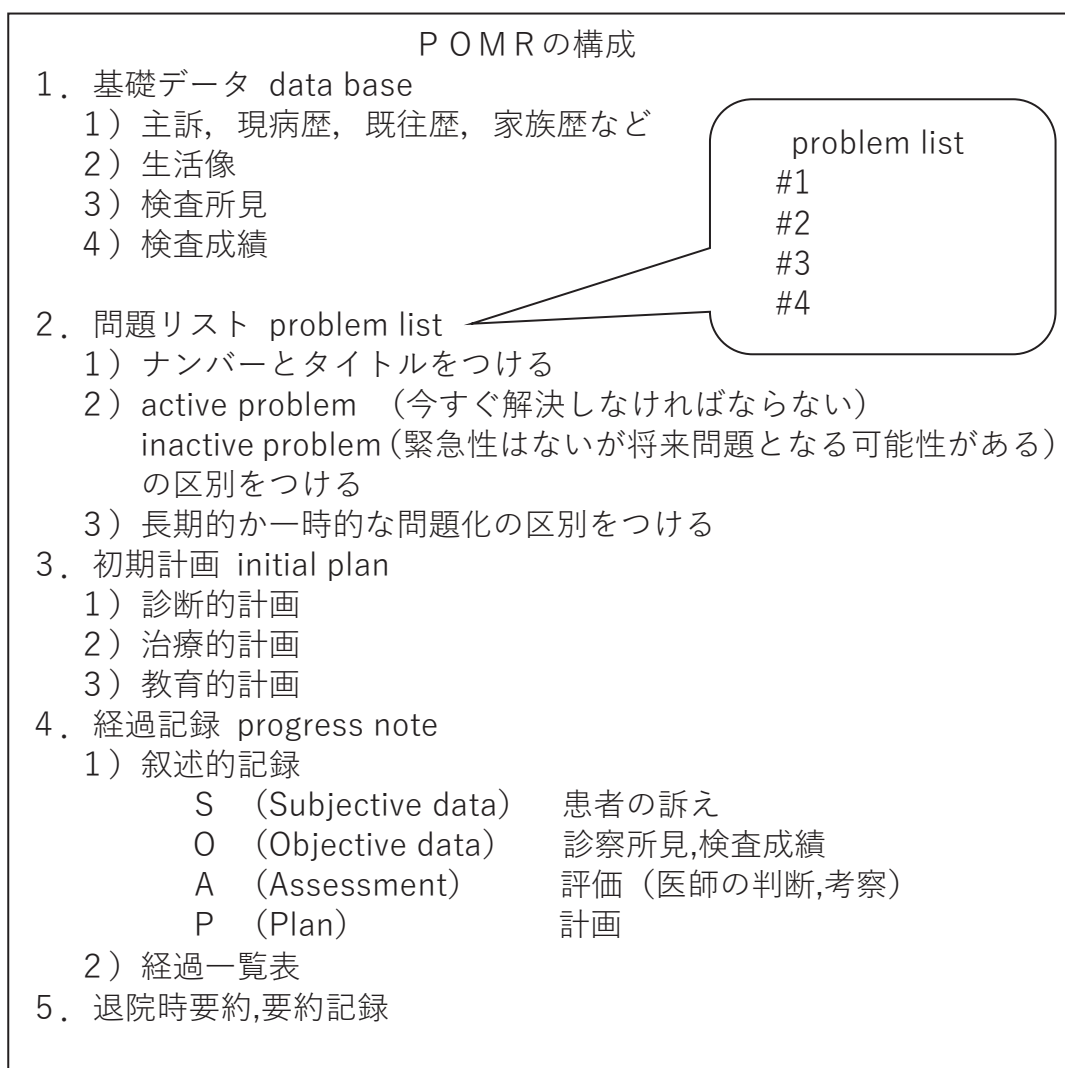 ＰＯＭＲの構成
１．基礎データ data base
１）主訴，現病歴，既往歴，家族歴など
２）生活像
３）検査所見
４）検査成績
problem list
#1
#2
#3
#4
２．問題リスト problem list
１）ナンバーとタイトルをつける
２）active problem （今すぐ解決しなければならない）
inactive problem（緊急性はないが将来問題となる可能性がある）
の区別をつける
３）長期的か一時的な問題化の区別をつける
３．初期計画 initial plan
１）診断的計画
２）治療的計画
３）教育的計画
４．経過記録 progress note
１）叙述的記録
S （Subjective data） 患者の訴え
O （Objective data） 診察所見,検査成績
A （Assessment） 評価（医師の判断,考察）
P （Plan） 計画
２）経過一覧表
５．退院時要約,要約記録